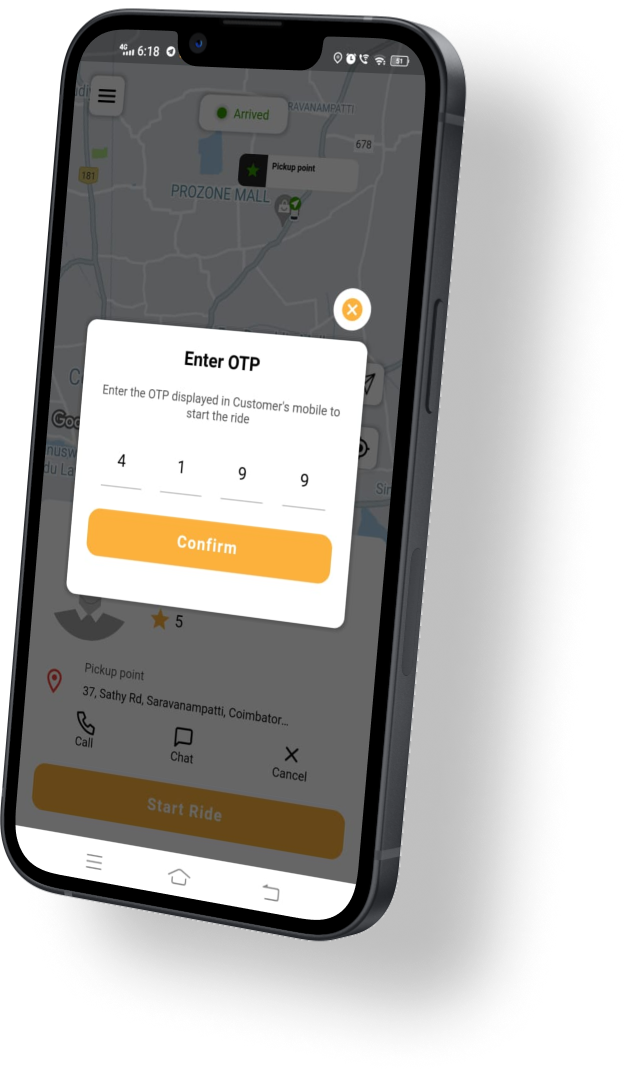 4G 6:18
51
Arrived
RAVANAMPATTI
678
Pickup point
181
PROZONE MALL
Enter OTP
Enter the OTP displayed in Customer's mobile to
start the ride
4 1 9 9
Confirm
5
Pickup point
37, Sathy Rd, Saravanampatti, Coimbator...
Call
Chat
Cancel
Start Ride